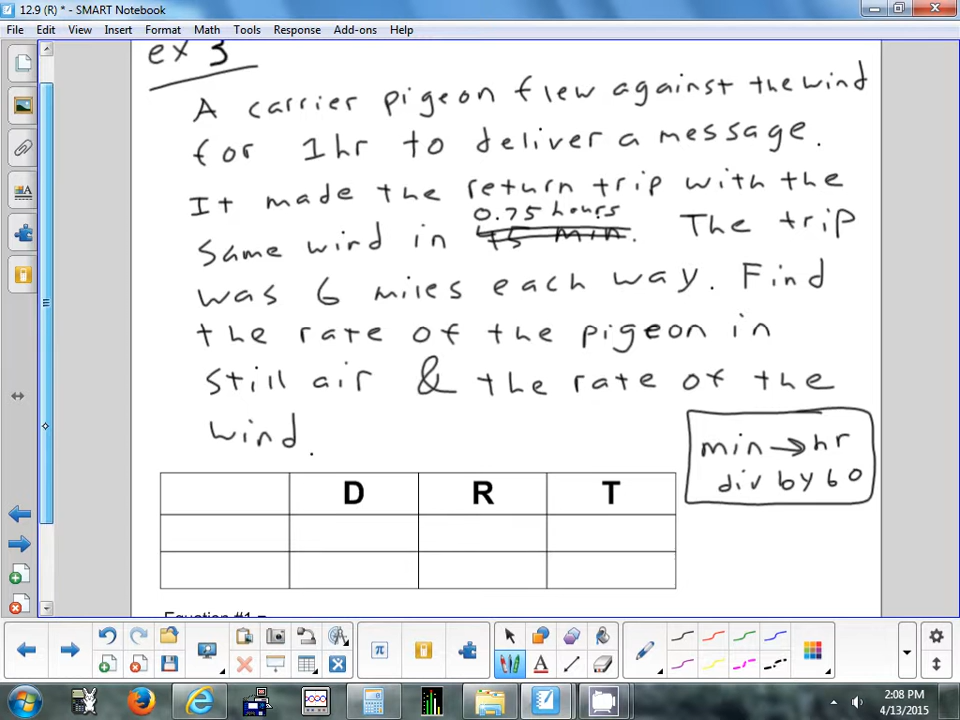 12.9 (R) * - SMART Notebook
File Edit View Insert Format Math Tools Response Add-ons Help
ex 3
A carrier pigeon flew against the wind
for 1hr to deliver a message.
It made the return trip with the
0.75 hours
same wind in 45 min. The trip
was 6 miles each way. Find
the rate of the pigeon in
still air & the rate of the
wind.
min → hr
div by 60
D R T
Equation #1 =
2:08 PM
4/13/2015